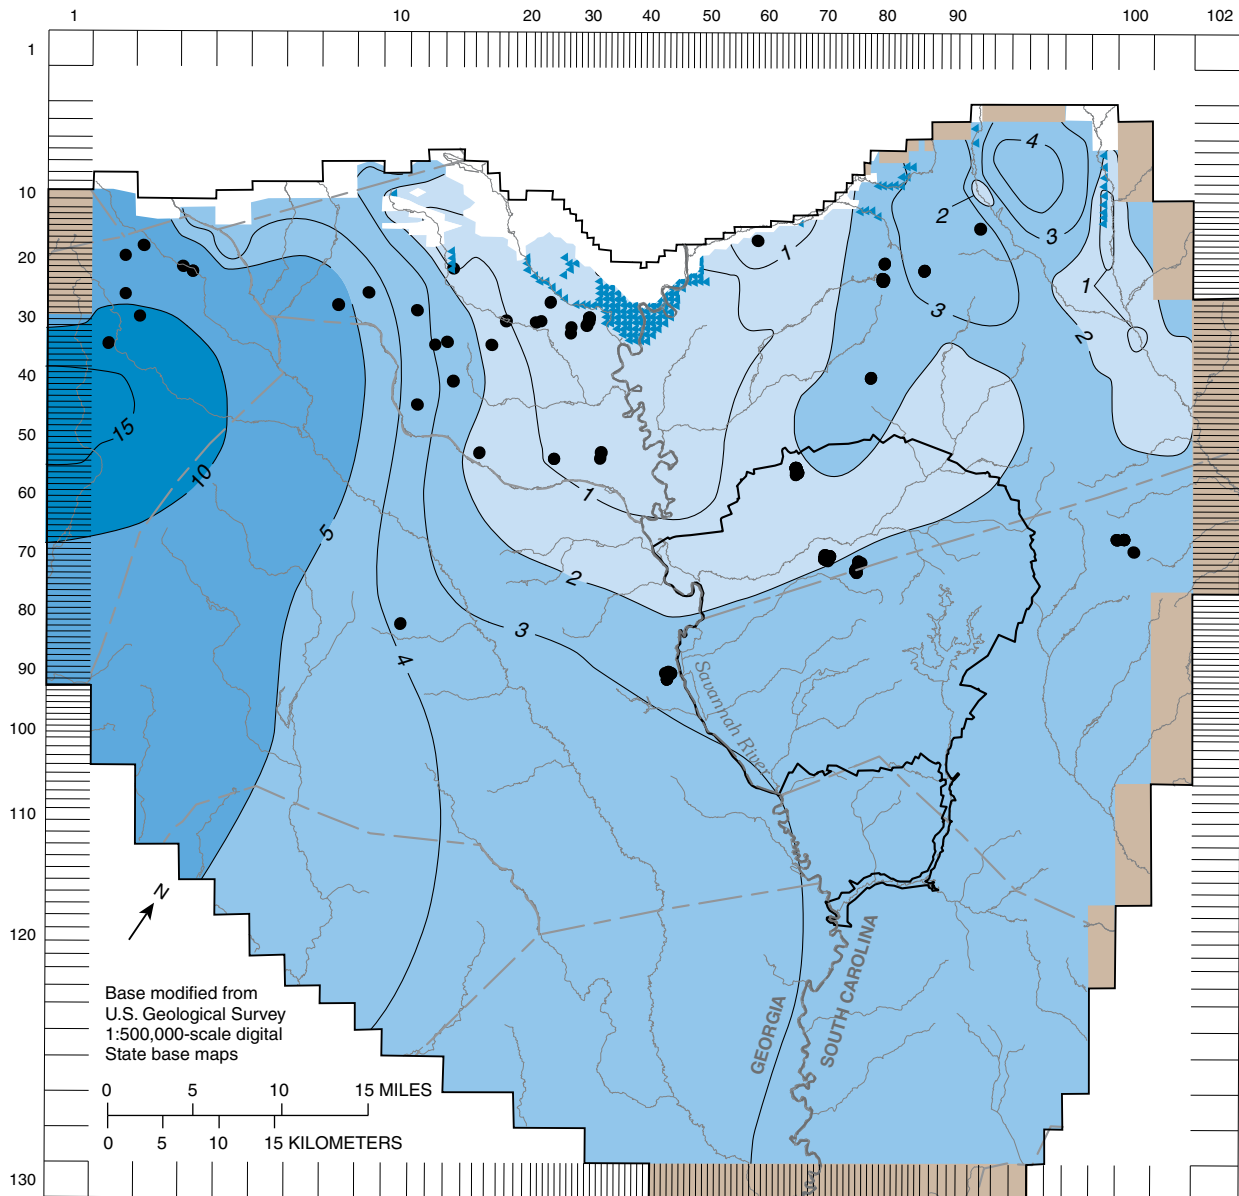 1 10 20 30 40 50 60 70 80 90 100 102
1
10
20
30
40
50
60
70
80
90
100
110
120
130
4
2
3
1
3
1
2
15
10
5
1
2
3
4
Savannah River
GEORGIA
SOUTH CAROLINA
N
Base modified from
U.S. Geological Survey
1:500,000-scale digital
State base maps
0 5 10 15 MILES
0 5 10 15 KILOMETERS